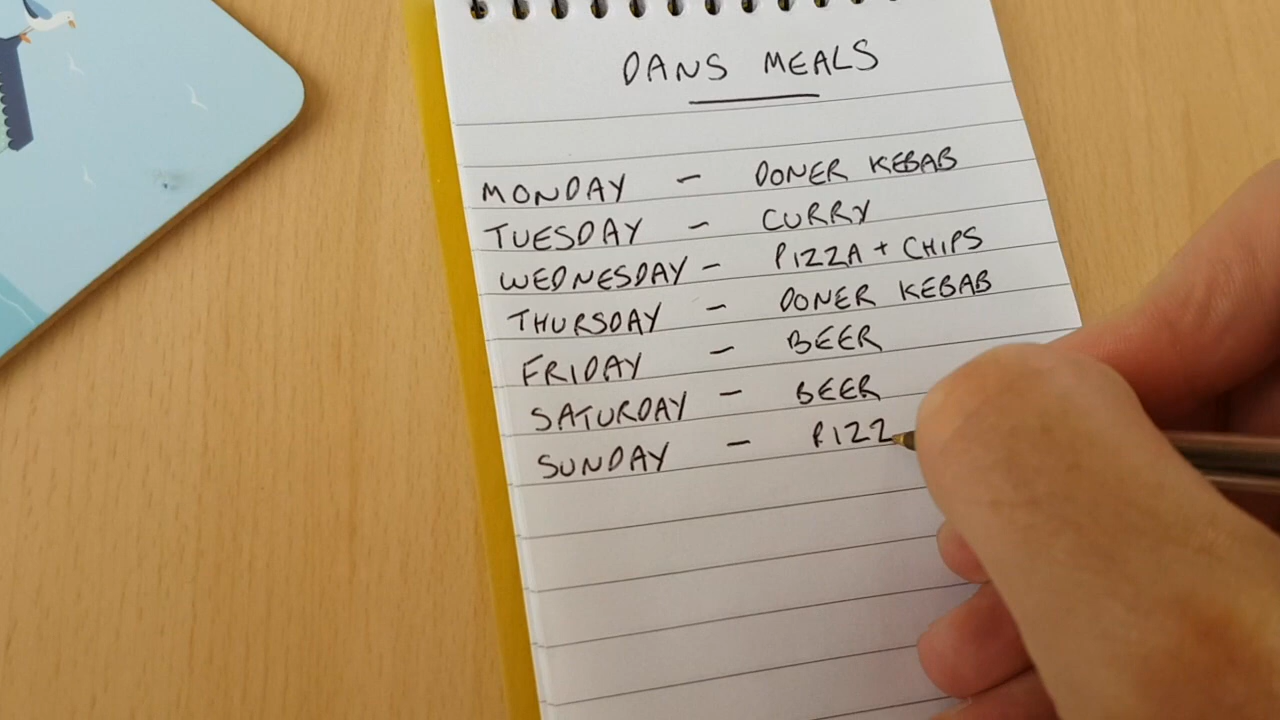 DANS MEALS
MONDAY - DONER KEBAB
TUESDAY - CURRY
WEDNESDAY - PIZZA + CHIPS
THURSDAY - DONER KEBAB
FRIDAY - BEER
SATURDAY - BEER
SUNDAY - PIZZ